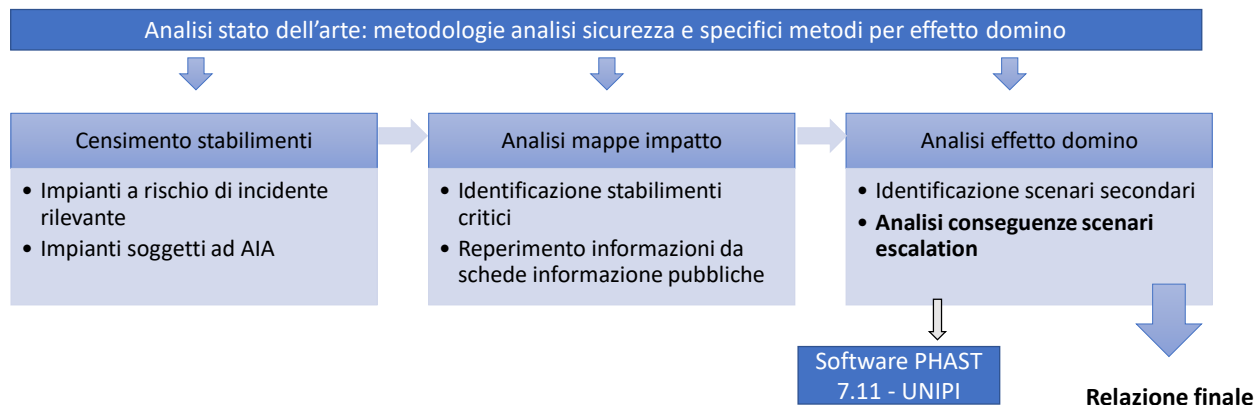 Analisi stato dell'arte: metodologie analisi sicurezza e specifici metodi per effetto domino
Censimento stabilimenti
• Impianti a rischio di incidente
rilevante
• Impianti soggetti ad AIA
Analisi mappe impatto
• Identificazione stabilimenti
critici
• Reperimento informazioni da
schede informazione pubbliche
Analisi effetto domino
• Identificazione scenari secondari
• Analisi conseguenze scenari
escalation
Software PHAST
7.11 - UNIPI
Relazione finale